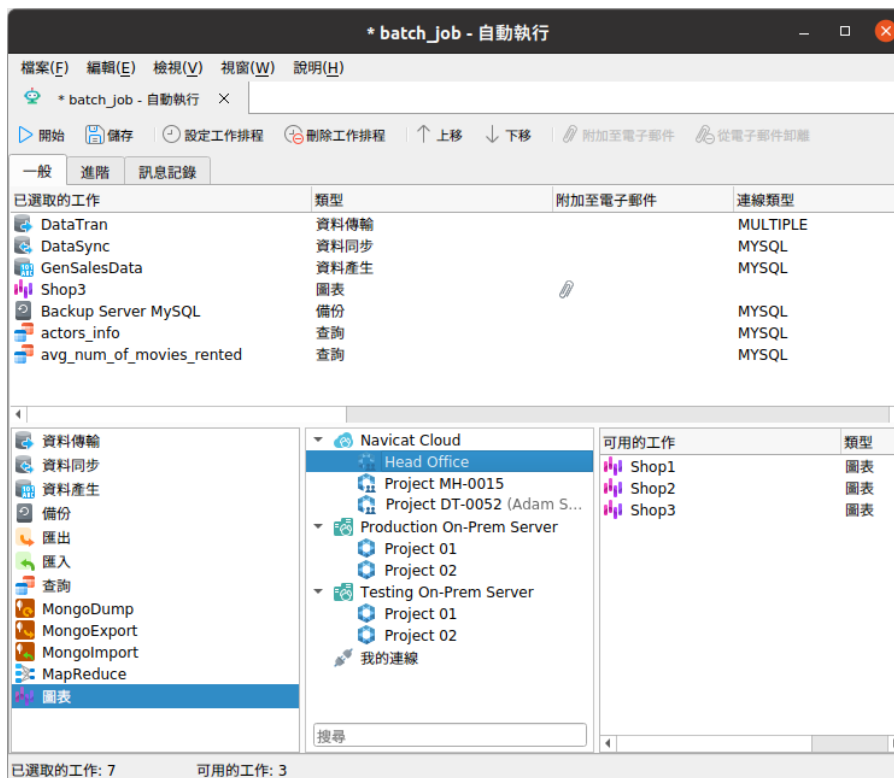 * batch_job - 自動執行
檔案(F) 編輯(E) 檢視(V) 視窗(W) 說明(H)
* batch_job - 自動執行
開始 儲存 設定工作排程 刪除工作排程 上移 下移 附加至電子郵件 從電子郵件卸離
一般 進階 訊息記錄
已選取的工作 類型 附加至電子郵件 連線類型
DataTran 資料傳輸 MULTIPLE
DataSync 資料同步 MYSQL
GenSalesData 資料產生 MYSQL
Shop3 圖表
Backup Server MySQL 備份 MYSQL
actors_info 查詢 MYSQL
avg_num_of_movies_rented 查詢 MYSQL
資料傳輸
資料同步
資料產生
備份
匯出
匯入
查詢
MongoDump
MongoExport
MongoImport
MapReduce
圖表
Navicat Cloud
Head Office
Project MH-0015
Project DT-0052 (Adam S...
Production On-Prem Server
Project 01
Project 02
Testing On-Prem Server
Project 01
Project 02
我的連線
搜尋
可用的工作 類型
Shop1 圖表
Shop2 圖表
Shop3 圖表
已選取的工作: 7 可用的工作: 3